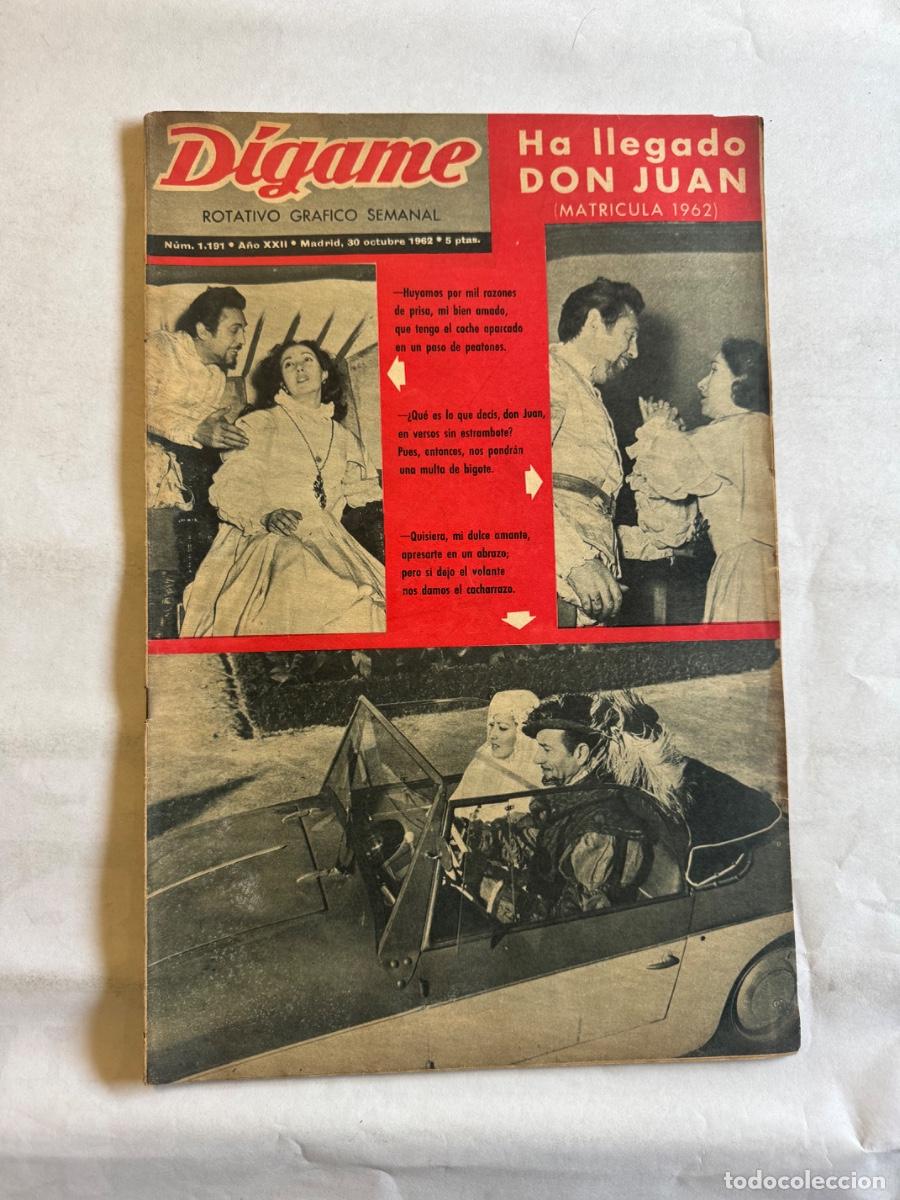 Dígame
ROTATIVO GRAFICO SEMANAL
Núm. 1.191 • Año XXII • Madrid, 30 octubre 1962 • 5 ptas.
Ha llegado
DON JUAN
(MATRICULA 1962)
—Huyamos por mil razones
de prisa, mi bien amado,
que tengo el coche aparcado
en un paso de peatones.
—¿Qué es lo que decís, don Juan,
en versos sin estrambote?
Pues, entonces, nos pondrán
una multa de bigote.
—Quisiera, mi dulce amante,
apresarte en un abrazo;
pero si dejo el volante
nos damos el cacharrazo.
todocoleccion